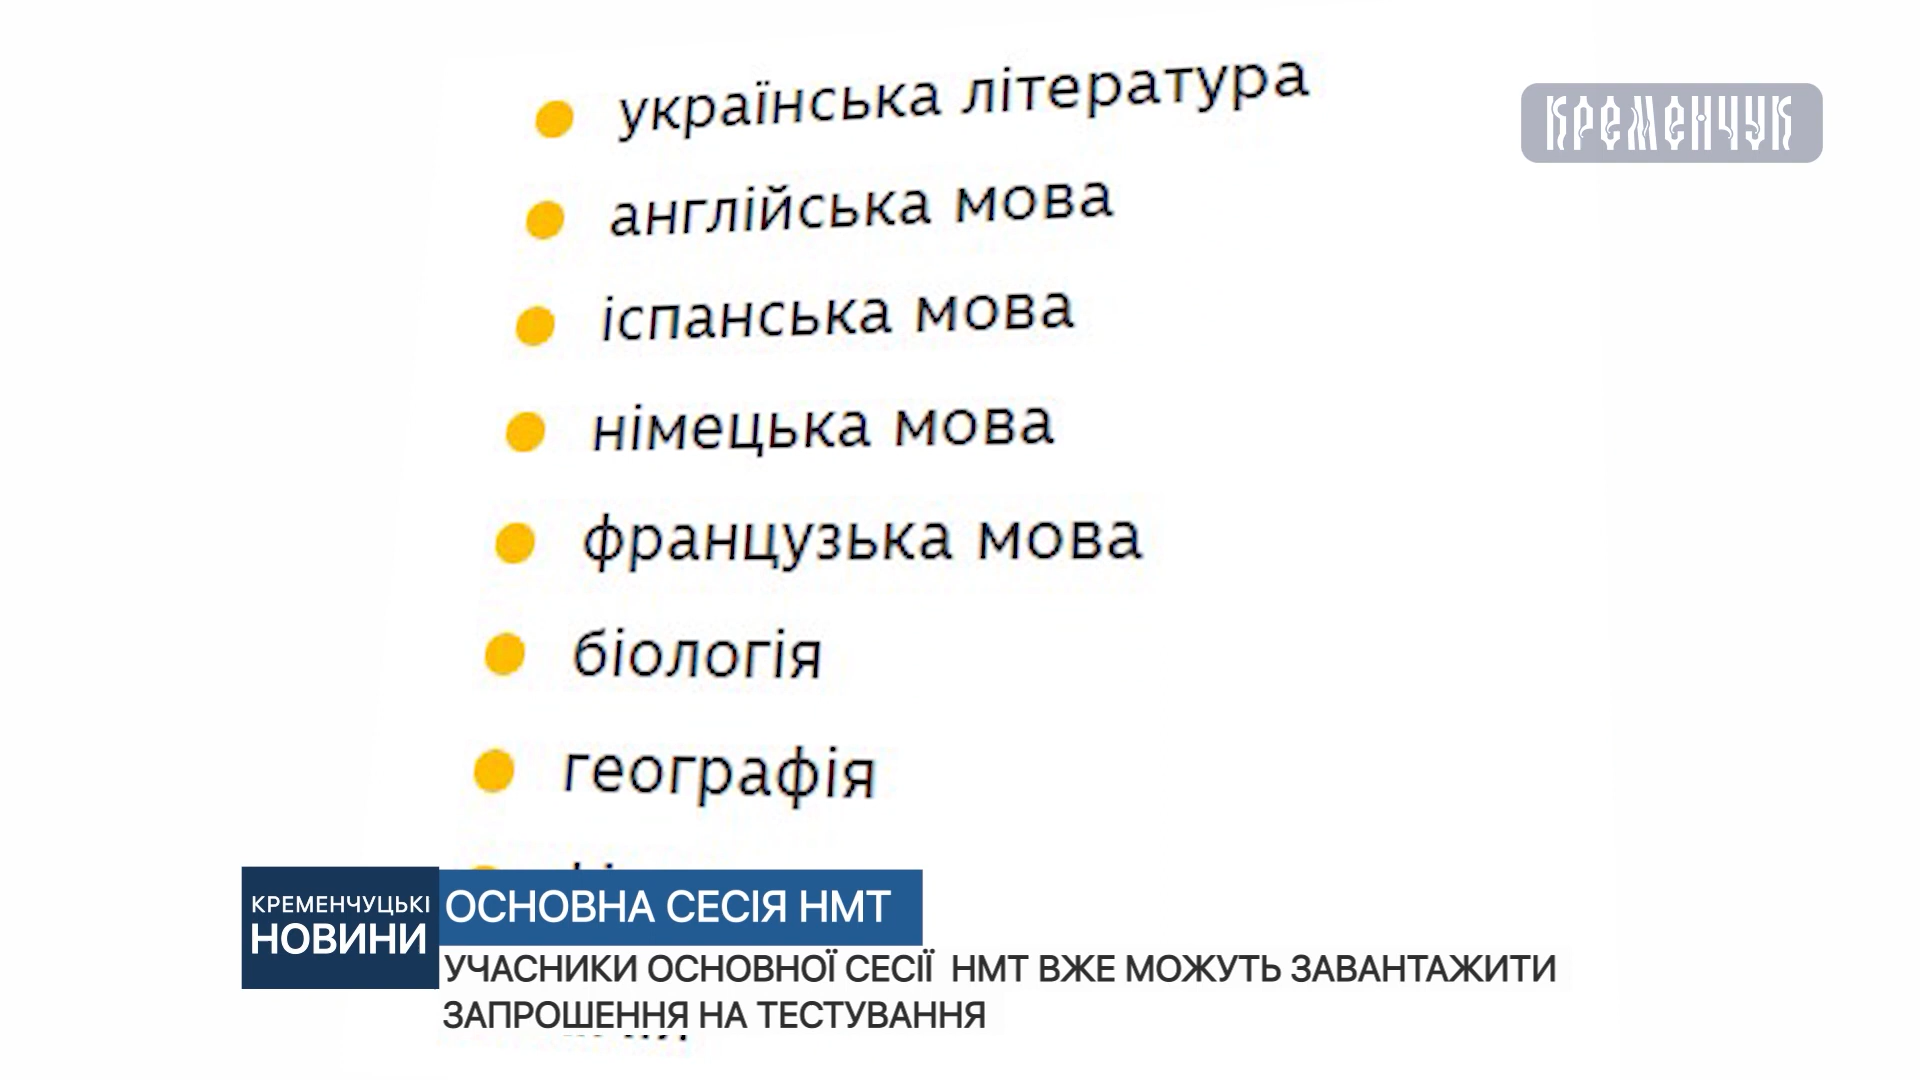 українська література
КРЕМЕНЧУК
англійська мова
іспанська мова
німецька мова
французька мова
біологія
географія
КРЕМЕНЧУЦЬКІ
НОВИНИ
ОСНОВНА СЕСІЯ НМТ
УЧАСНИКИ ОСНОВНОЇ СЕСІЇ НМТ ВЖЕ МОЖУТЬ ЗАВАНТАЖИТИ
ЗАПРОШЕННЯ НА ТЕСТУВАННЯ